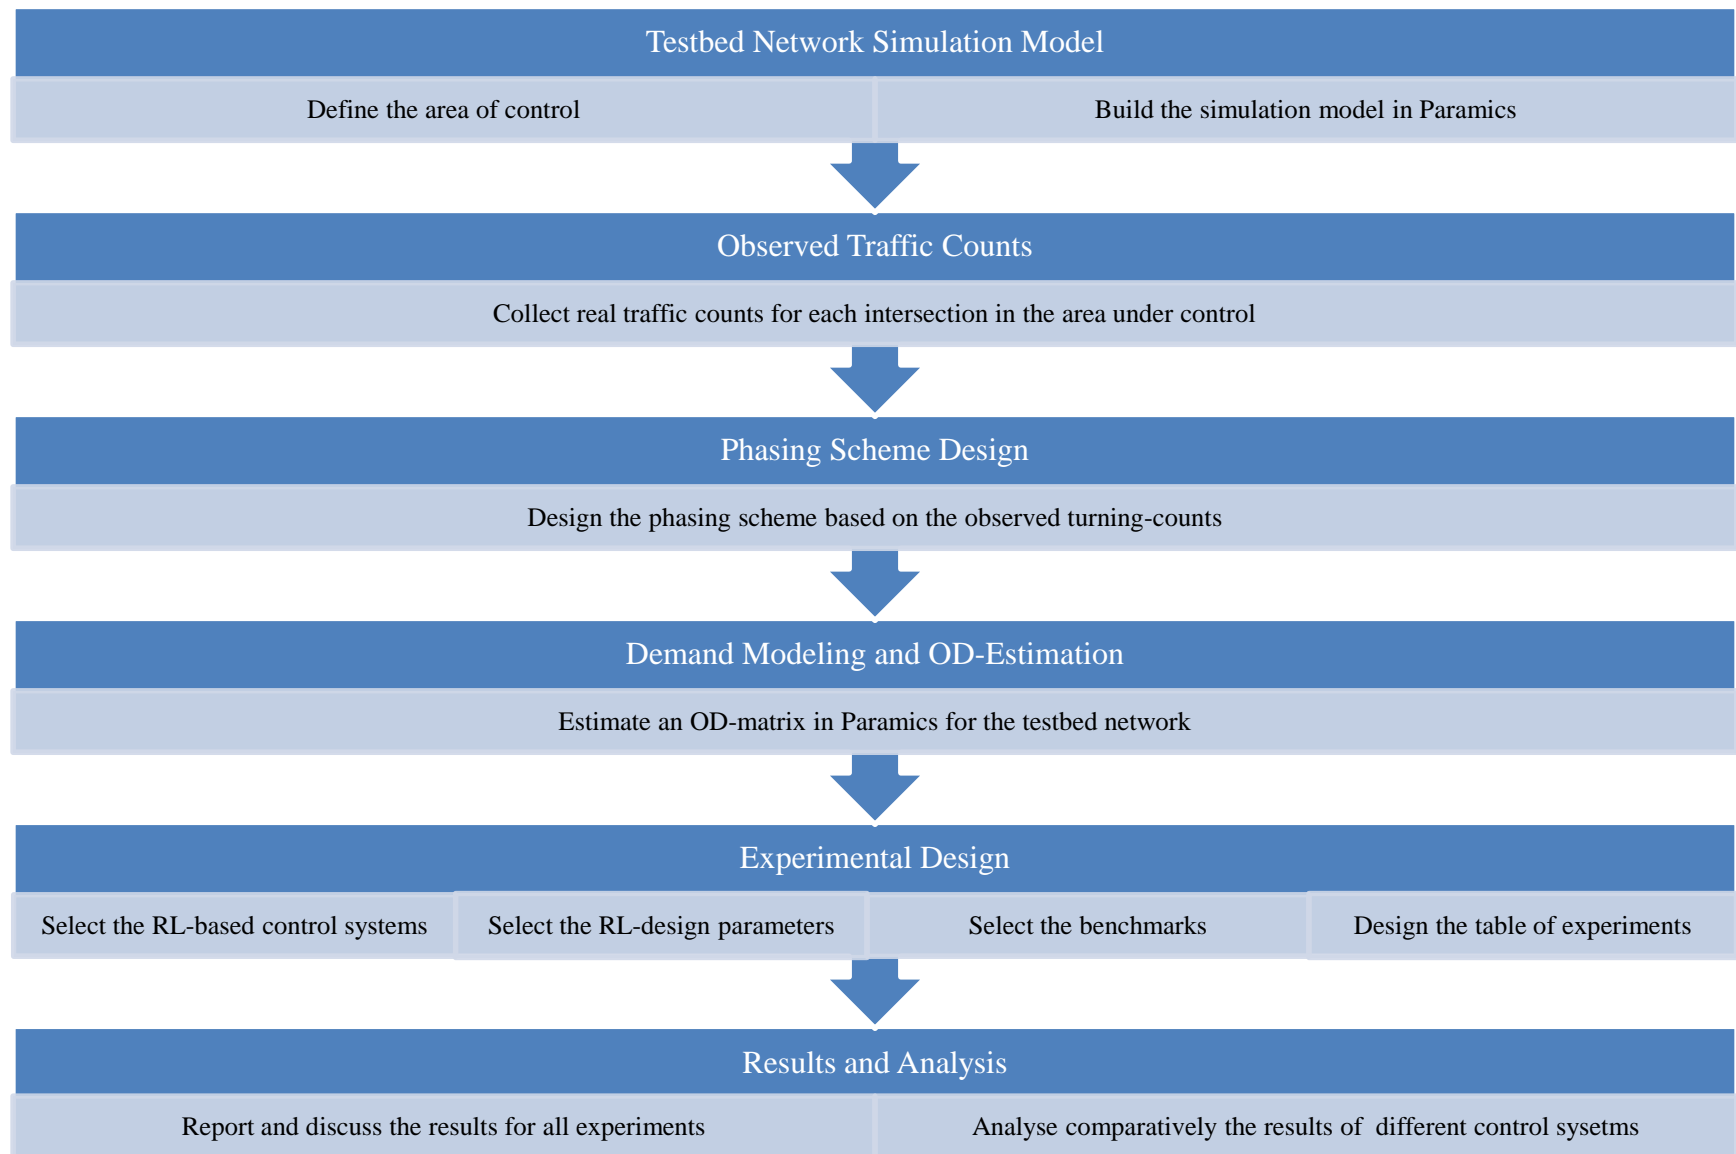 Testbed Network Simulation Model
Define the area of control
Build the simulation model in Paramics
Observed Traffic Counts
Collect real traffic counts for each intersection in the area under control
Phasing Scheme Design
Design the phasing scheme based on the observed turning-counts
Demand Modeling and OD-Estimation
Estimate an OD-matrix in Paramics for the testbed network
Experimental Design
Select the RL-based control systems
Select the RL-design parameters
Select the benchmarks
Design the table of experiments
Results and Analysis
Report and discuss the results for all experiments
Analyse comparatively the results of  different control sysetms